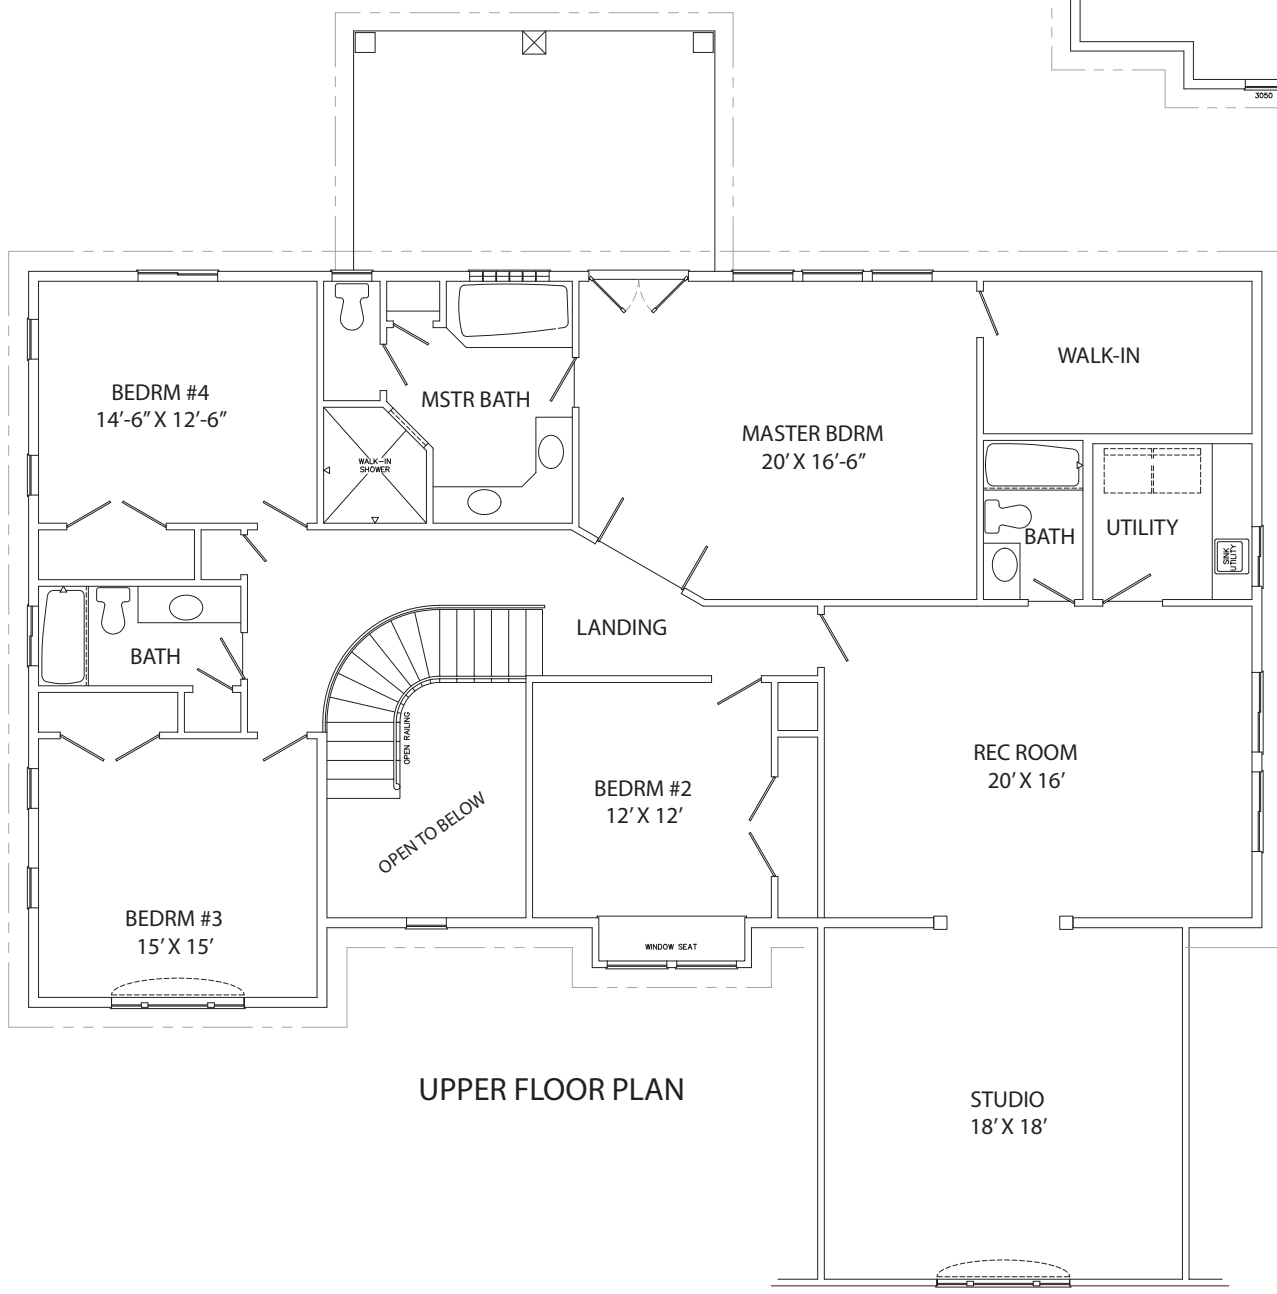 3050
BEDRM #4
14'-6” X 12'-6”
MSTR BATH
WALK-IN
SHOWER
MASTER BDRM
20' X 16'-6”
WALK-IN
BATH
UTILITY
SINK
UTILITY
BATH
LANDING
OPEN RAILING
OPEN TO BELOW
BEDRM #2
12' X 12'
REC ROOM
20' X 16'
BEDRM #3
15' X 15'
WINDOW SEAT
UPPER FLOOR PLAN
STUDIO
18' X 18'